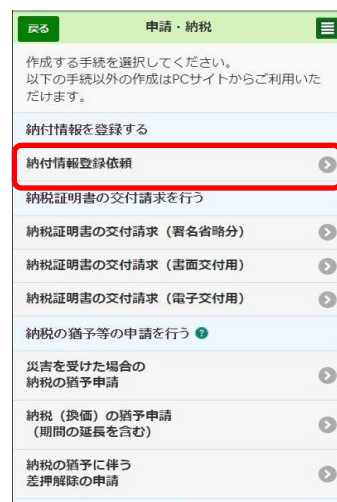 戻る
申請・納税
作成する手続を選択してください。
以下の手続以外の作成はPCサイトからご利用いた
だけます。
納付情報を登録する
納付情報登録依頼
納税証明書の交付請求を行う
納税証明書の交付請求（署名省略分）
納税証明書の交付請求（書面交付用）
納税証明書の交付請求（電子交付用）
納税の猶予等の申請を行う ?
災害を受けた場合の
納税の猶予申請
納税（換価）の猶予申請
（期間の延長を含む）
納税の猶予に伴う
差押解除の申請